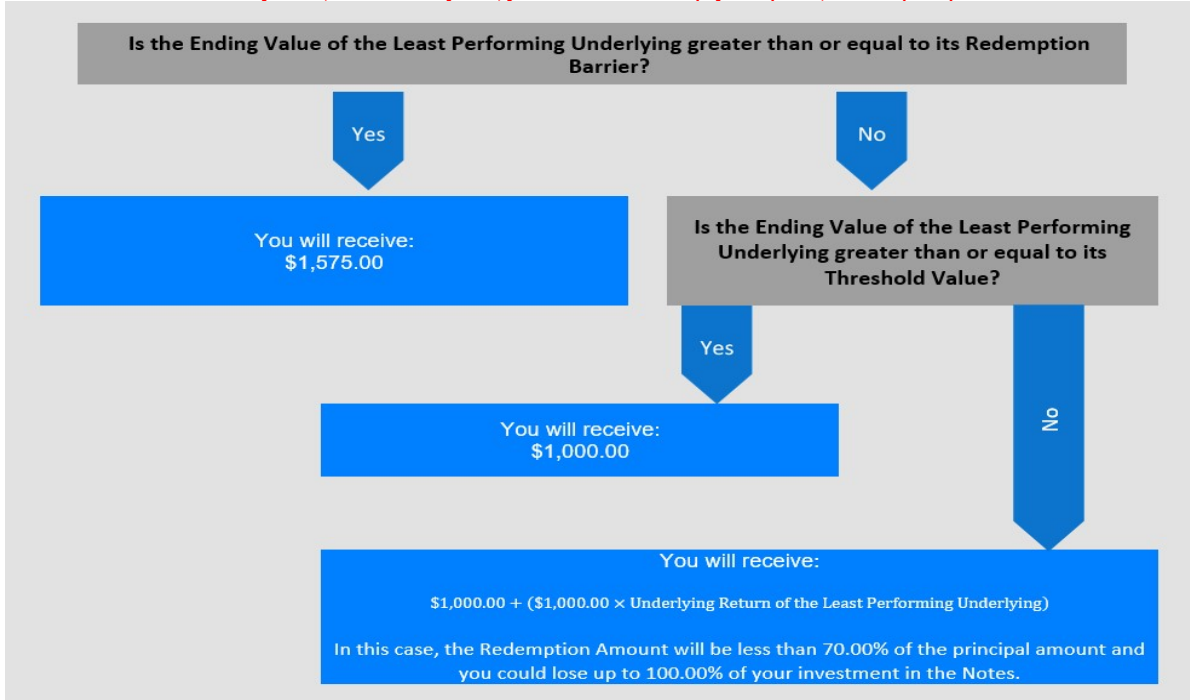 Is the Ending Value of the Least Performing Underlying greater than or equal to its Redemption
Barrier?
Yes
No
You will receive:
$1,575.00
Is the Ending Value of the Least Performing
Underlying greater than or equal to its
Threshold Value?
Yes
No
You will receive:
$1,000.00
You will receive:
$1,000.00 + ($1,000.00 × Underlying Return of the Least Performing Underlying)
In this case, the Redemption Amount will be less than 70.00% of the principal amount and
you could lose up to 100.00% of your investment in the Notes.